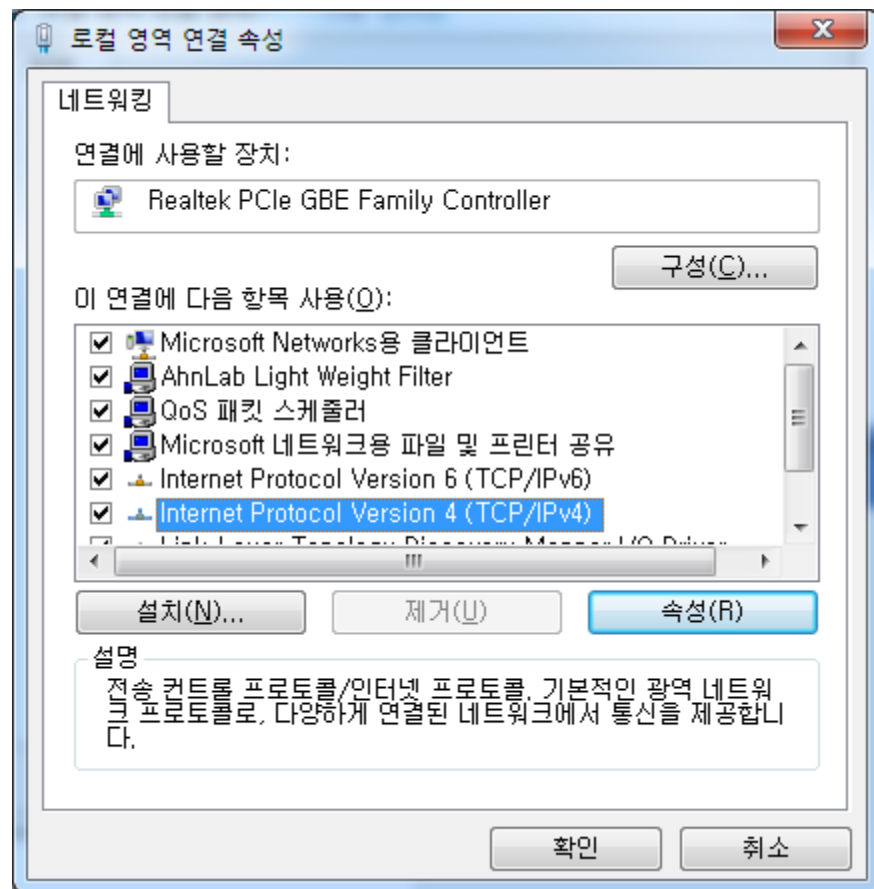 로컬 영역 연결 속성
네트워킹
연결에 사용할 장치:
Realtek PCIe GBE Family Controller
구성(C)...
이 연결에 다음 항목 사용(O):
Microsoft Networks용 클라이언트
AhnLab Light Weight Filter
QoS 패킷 스케줄러
Microsoft 네트워크용 파일 및 프린터 공유
Internet Protocol Version 6 (TCP/IPv6)
Internet Protocol Version 4 (TCP/IPv4)
Link-Layer Topology Discovery Mapper I/O Driver
설치(N)...
제거(U)
속성(R)
설명
전송 컨트롤 프로토콜/인터넷 프로토콜. 기본적인 광역 네트워
크 프로토콜로, 다양하게 연결된 네트워크에서 통신을 제공합니
다.
확인
취소